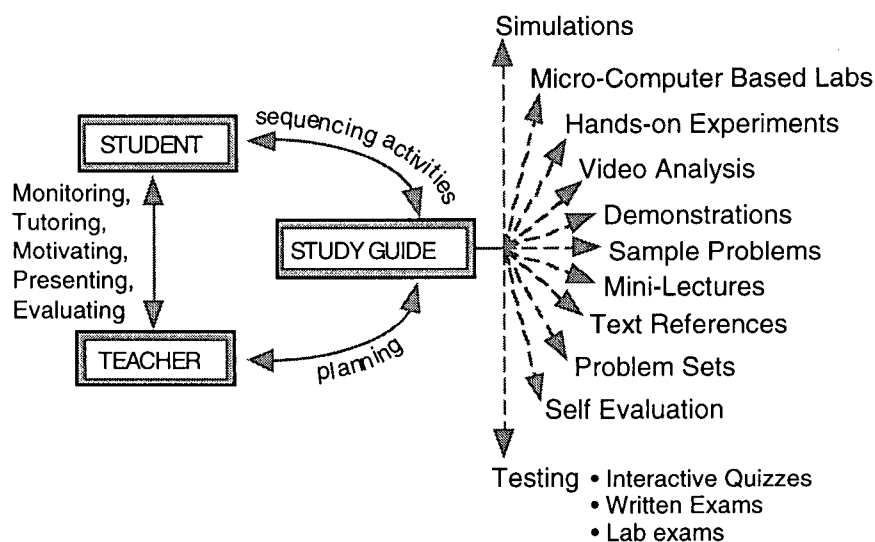 Simulations
Micro-Computer Based Labs
Hands-on Experiments
Video Analysis
Demonstrations
Sample Problems
Mini-Lectures
Text References
Problem Sets
Self Evaluation
Testing • Interactive Quizzes
• Written Exams
• Lab exams
sequencing activities
STUDENT
Monitoring,
Tutoring,
Motivating,
Presenting,
Evaluating
STUDY GUIDE
TEACHER
planning